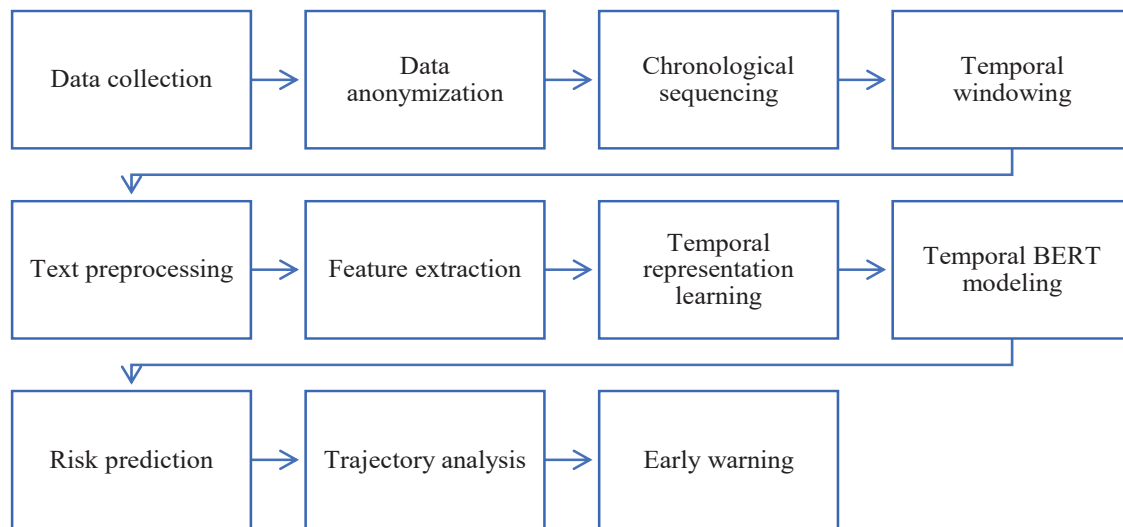 Data collection
Data
anonymization
Chronological
sequencing
Temporal
windowing
Text preprocessing
Feature extraction
Temporal
representation
learning
Temporal BERT
modeling
Risk prediction
Trajectory analysis
Early warning